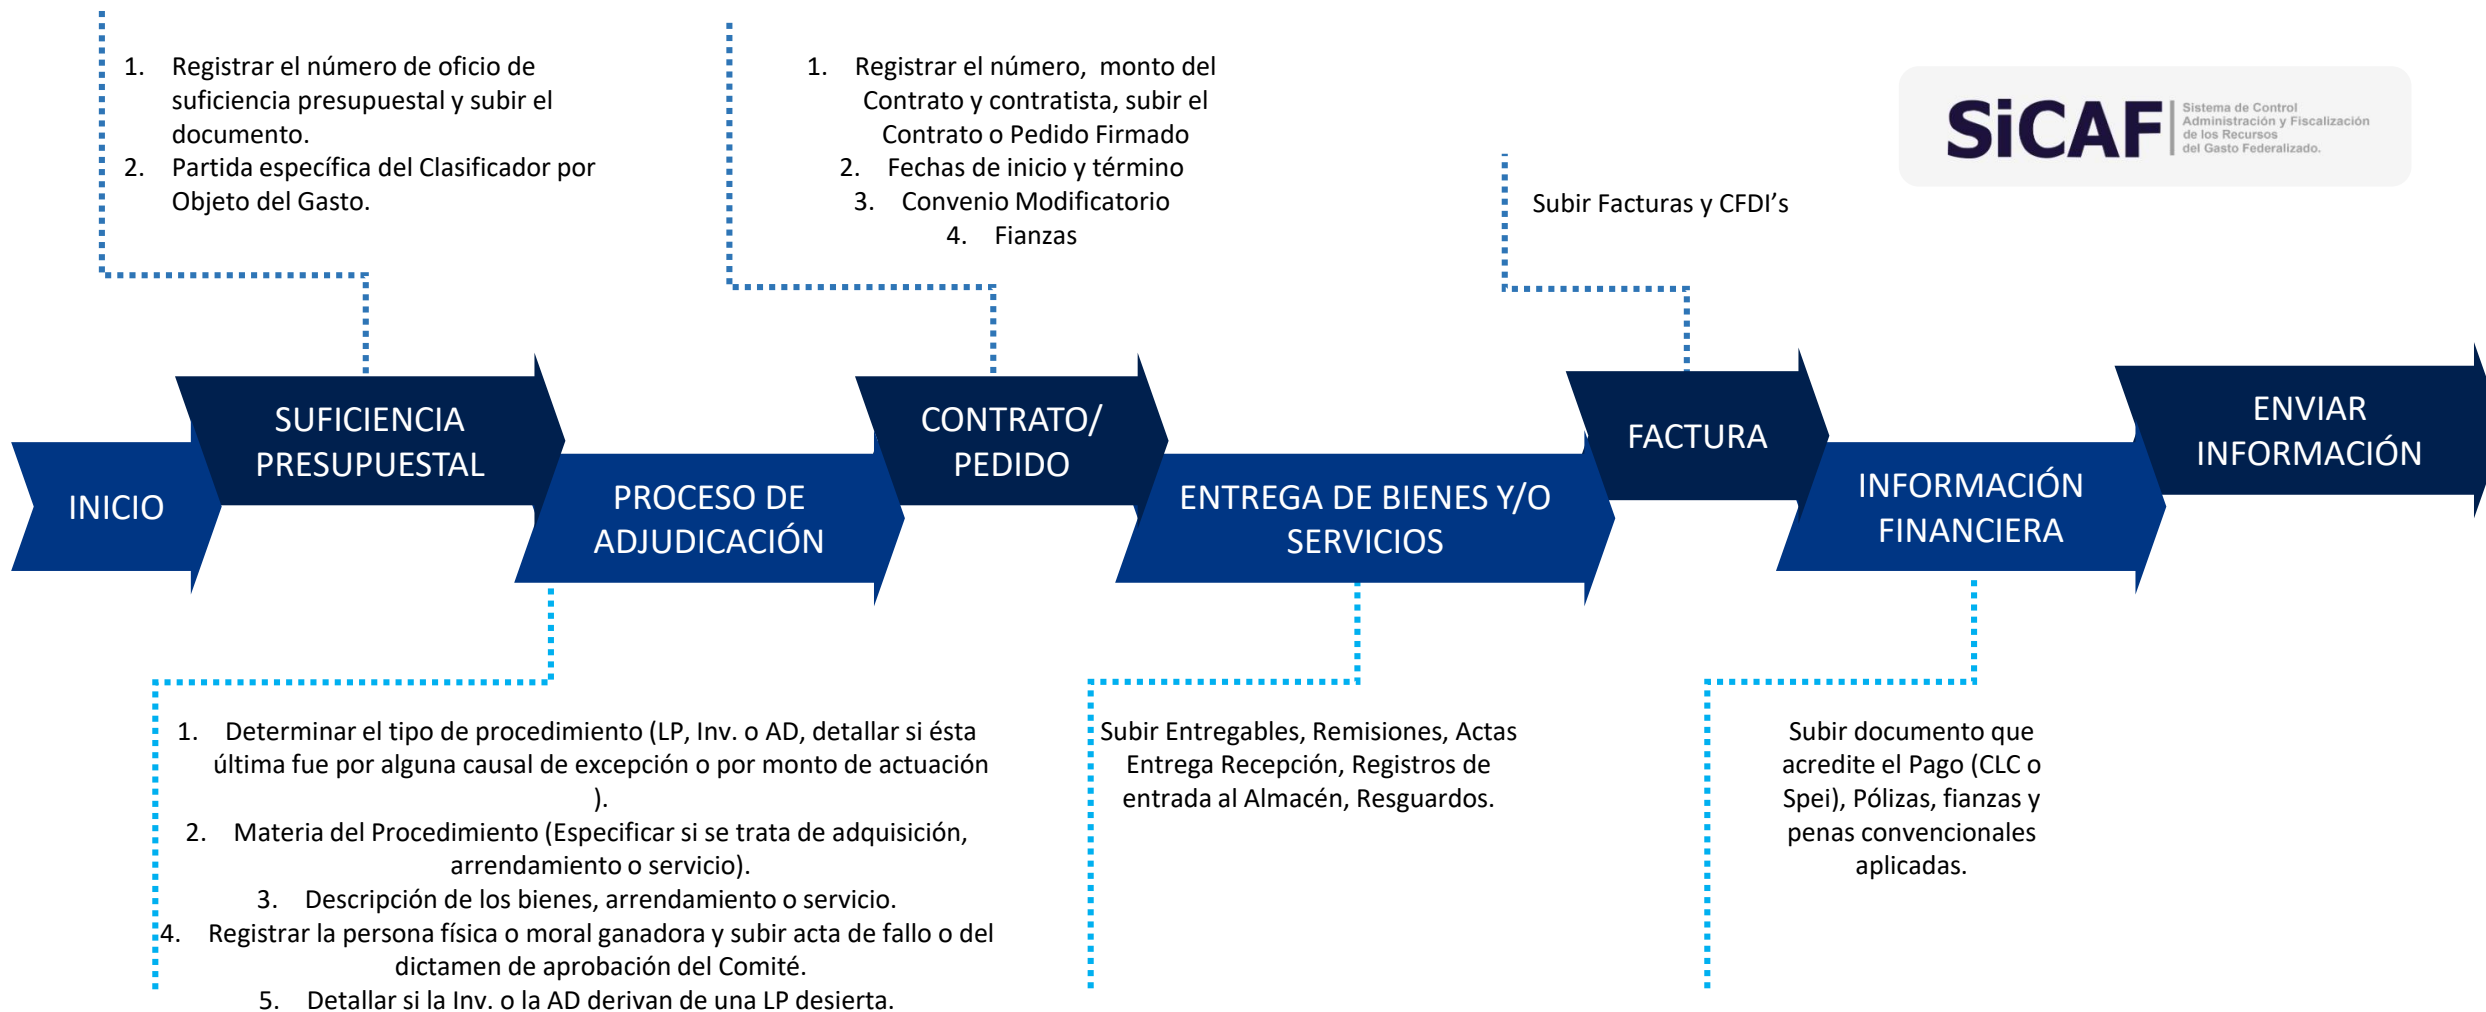 1. Registrar el número de oficio de
suficiencia presupuestal y subir el
documento.
2. Partida específica del Clasificador por
Objeto del Gasto.
1. Registrar el número, monto del
Contrato y contratista, subir el
Contrato o Pedido Firmado
2. Fechas de inicio y término
3. Convenio Modificatorio
4. Fianzas
Subir Facturas y CFDI’s
SiCAF
Sistema de Control
Administración y Fiscalización
de los Recursos
del Gasto Federalizado.
INICIO
SUFICIENCIA
PRESUPUESTAL
PROCESO DE
ADJUDICACIÓN
CONTRATO/
PEDIDO
ENTREGA DE BIENES Y/O
SERVICIOS
FACTURA
INFORMACIÓN
FINANCIERA
ENVIAR
INFORMACIÓN
1. Determinar el tipo de procedimiento (LP, Inv. o AD, detallar si ésta
última fue por alguna causal de excepción o por monto de actuación
).
2. Materia del Procedimiento (Especificar si se trata de adquisición,
arrendamiento o servicio).
3. Descripción de los bienes, arrendamiento o servicio.
4. Registrar la persona física o moral ganadora y subir acta de fallo o del
dictamen de aprobación del Comité.
5. Detallar si la Inv. o la AD derivan de una LP desierta.
Subir Entregables, Remisiones, Actas
Entrega Recepción, Registros de
entrada al Almacén, Resguardos.
Subir documento que
acredite el Pago (CLC o
Spei), Pólizas, fianzas y
penas convencionales
aplicadas.